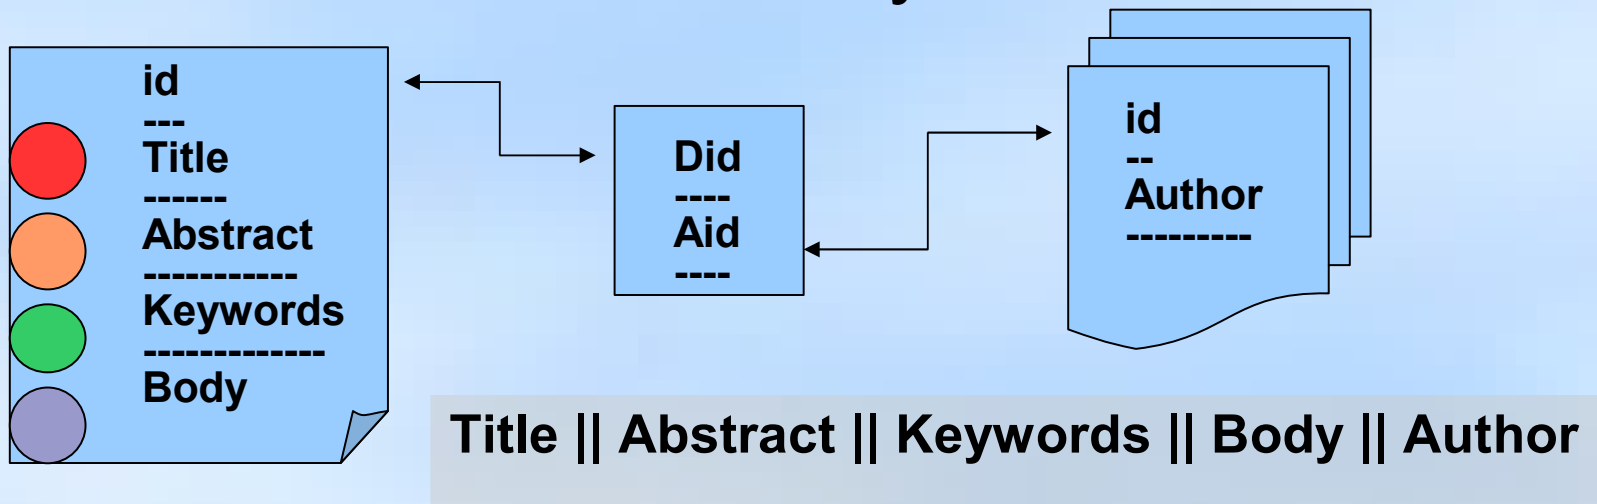 id
---
Title
------
Abstract
-----------
Keywords
-------------
Body
Did
----
Aid
----
id
--
Author
---------
Title || Abstract || Keywords || Body || Author